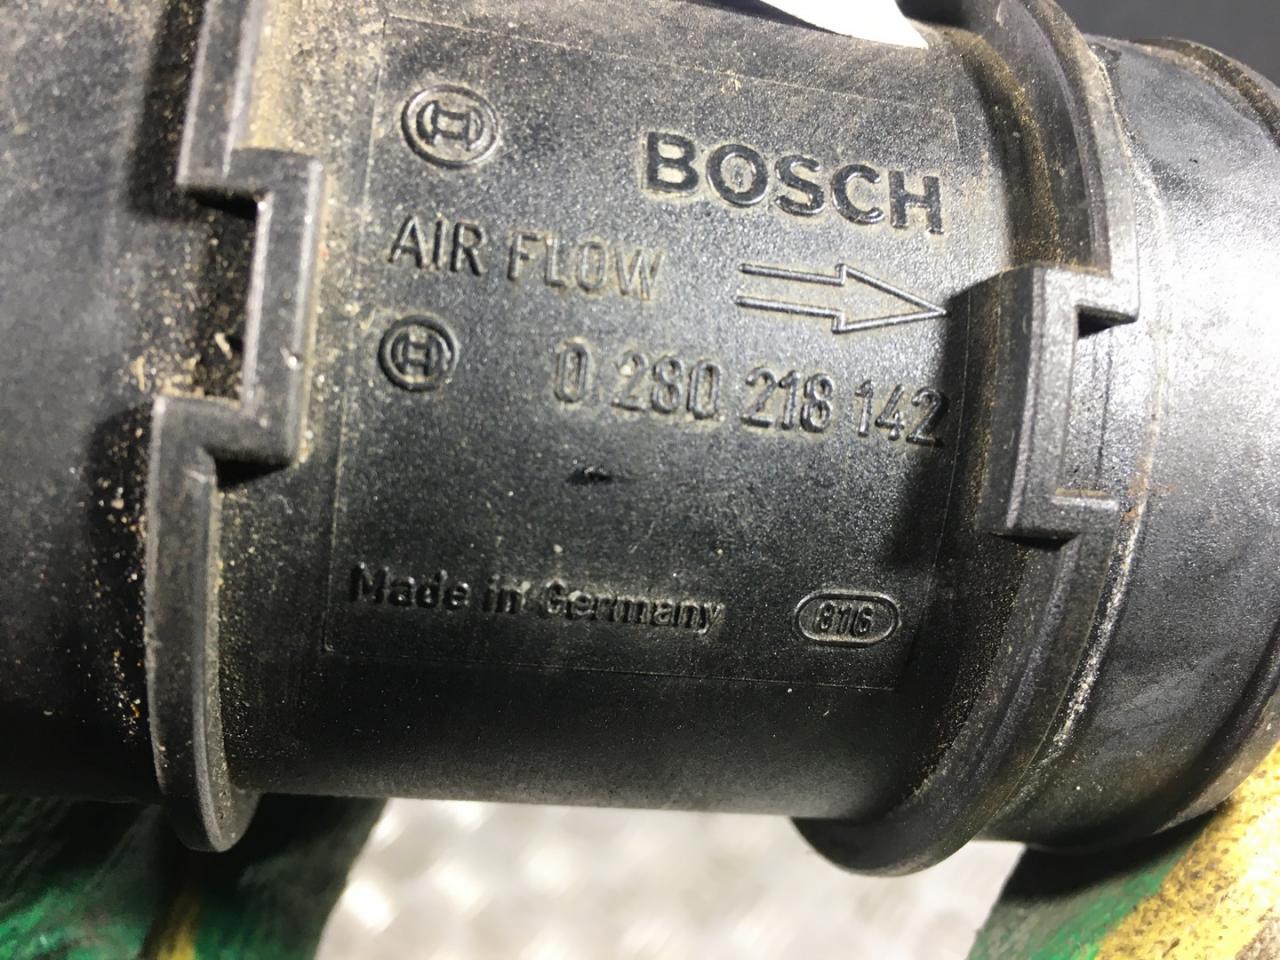 BOSCH
AIR FLOW
0 280 218 142
Made in Germany
816